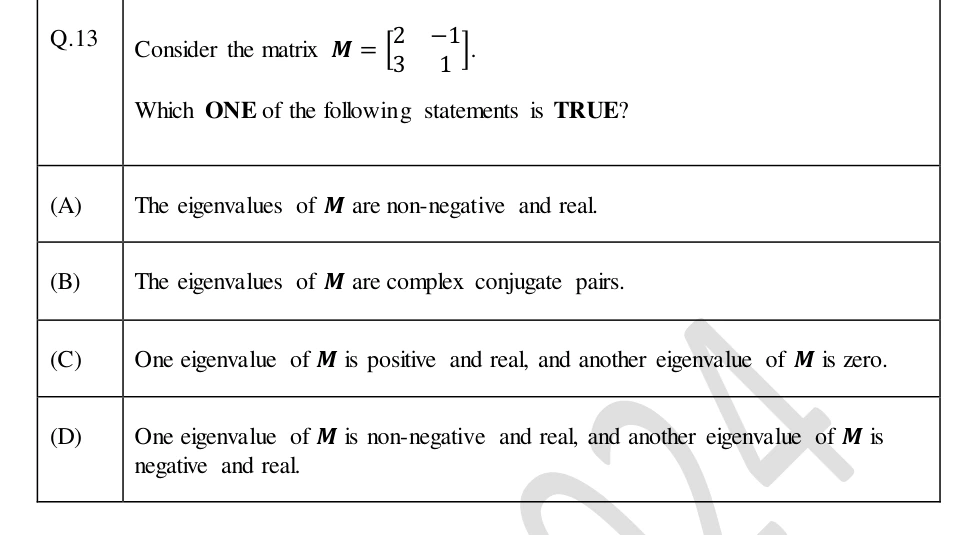 Q.13
Consider the matrix M = [2 −1
3 1].
Which ONE of the following statements is TRUE?
(A) The eigenvalues of M are non-negative and real.
(B) The eigenvalues of M are complex conjugate pairs.
(C) One eigenvalue of M is positive and real, and another eigenvalue of M is zero.
(D) One eigenvalue of M is non-negative and real, and another eigenvalue of M is
negative and real.